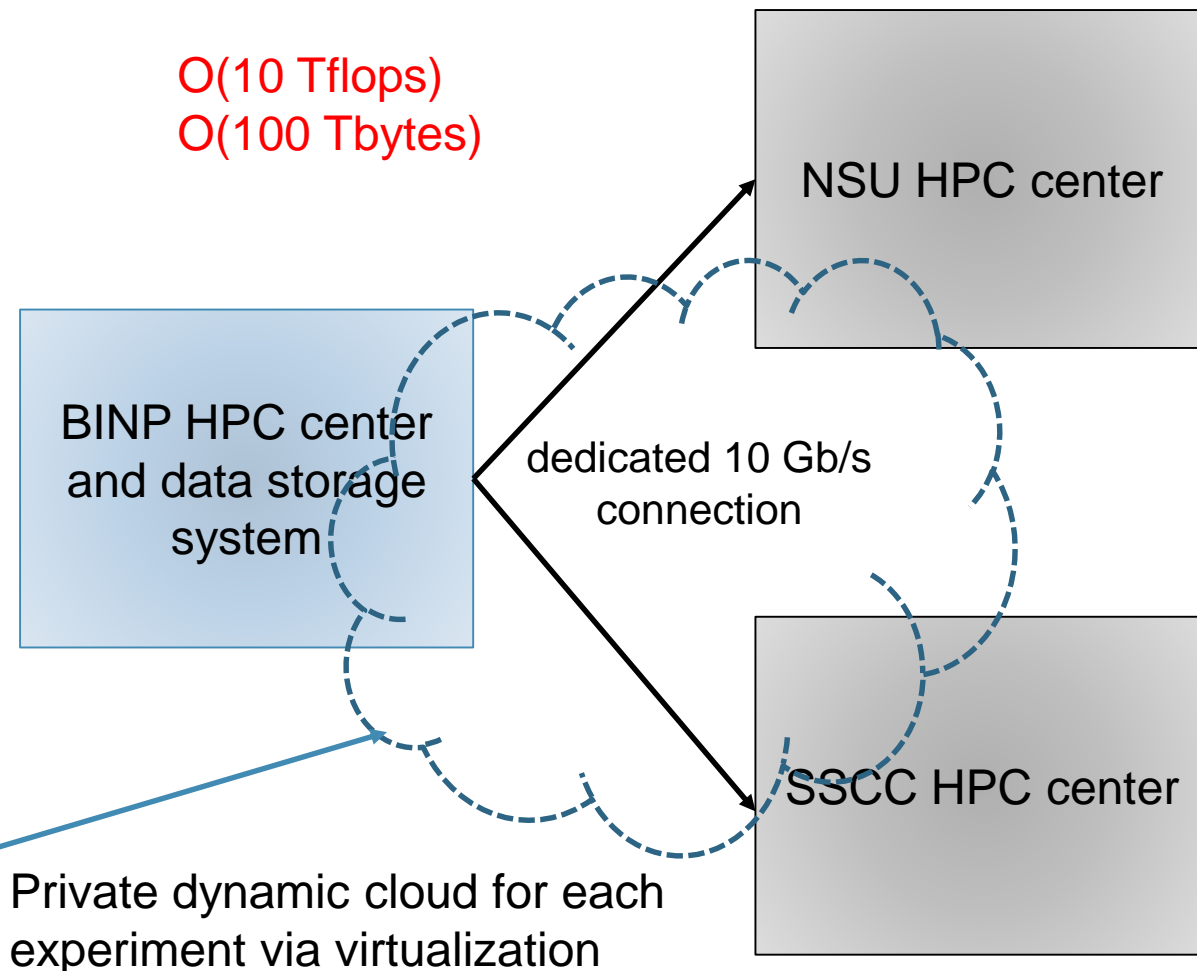 O(10 Tflops)
O(100 Tbytes)
NSU HPC center
BINP HPC center
and data storage
system
dedicated 10 Gb/s
connection
SSCC HPC center
Private dynamic cloud for each
experiment via virtualization